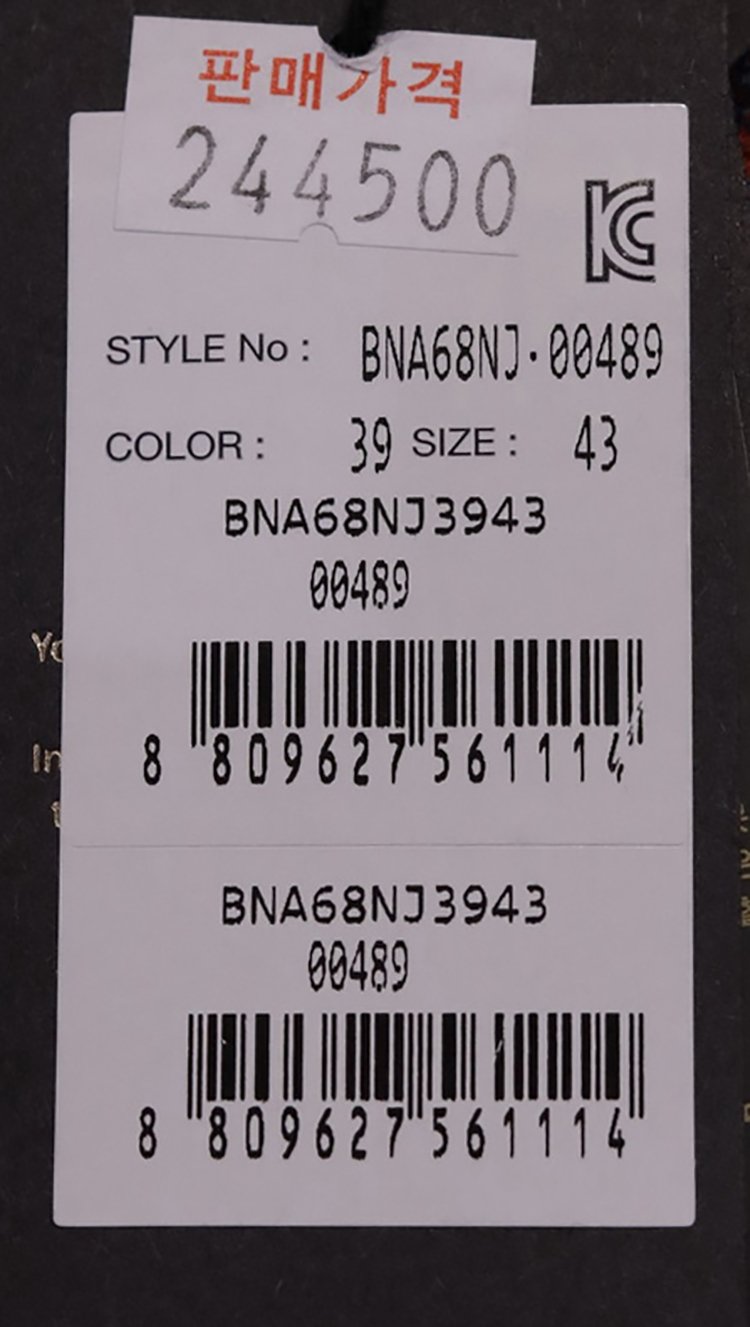 판매가격
244500
KC
STYLE No : BNA68NJ·00489
COLOR : 39 SIZE : 43
BNA68NJ3943
00489
8 809627 561114
BNA68NJ3943
00489
8 809627 561114